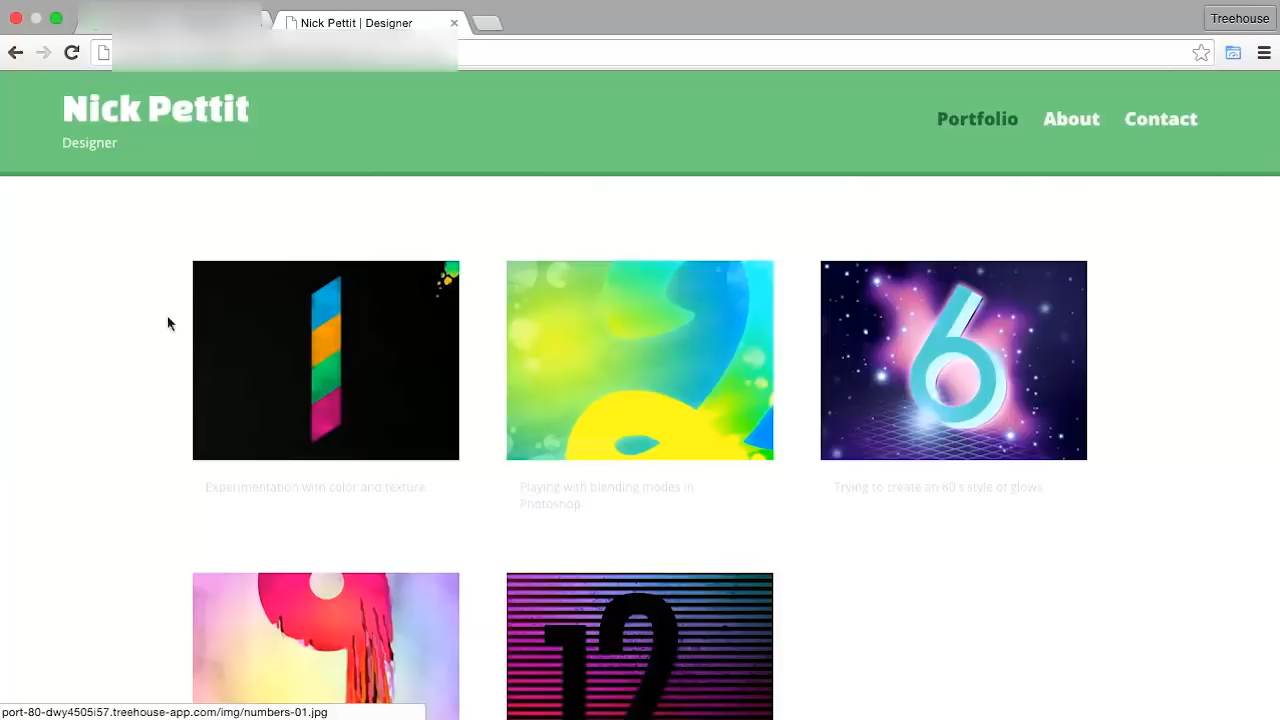 Nick Pettit | Designer
Treehouse
Nick Pettit
Designer
Portfolio
About
Contact
Experimentation with color and texture.
Playing with blending modes in
Photoshop.
Trying to create an 80's style of glows.
6
12
port-80-dwy4505i57.treehouse-app.com/img/numbers-01.jpg